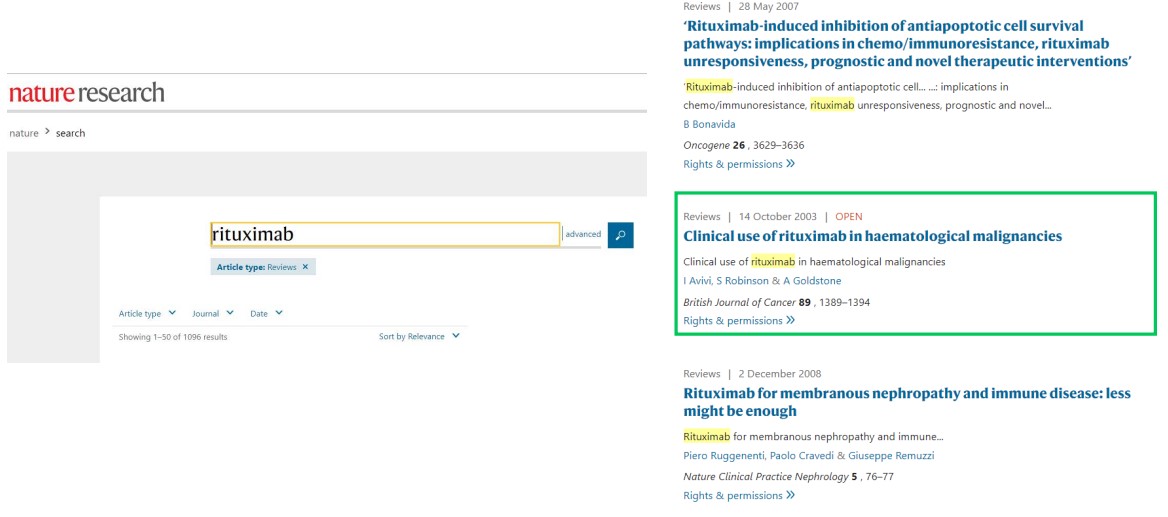 nature research
nature > search
rituximab
advanced
Article type: Reviews ×
Article type
Journal
Date
Showing 1–50 of 1096 results
Sort by Relevance
Reviews | 28 May 2007
‘Rituximab-induced inhibition of antiapoptotic cell survival
pathways: implications in chemo/immunoresistance, rituximab
unresponsiveness, prognostic and novel therapeutic interventions’
‘Rituximab-induced inhibition of antiapoptotic cell... ...: implications in
chemo/immunoresistance, rituximab unresponsiveness, prognostic and novel...
B Bonavida
Oncogene 26 , 3629–3636
Rights & permissions »
Reviews | 14 October 2003 | OPEN
Clinical use of rituximab in haematological malignancies
Clinical use of rituximab in haematological malignancies
I Avivi, S Robinson & A Goldstone
British Journal of Cancer 89 , 1389–1394
Rights & permissions »
Reviews | 2 December 2008
Rituximab for membranous nephropathy and immune disease: less
might be enough
Rituximab for membranous nephropathy and immune...
Piero Ruggenenti, Paolo Cravedi & Giuseppe Remuzzi
Nature Clinical Practice Nephrology 5 , 76–77
Rights & permissions »